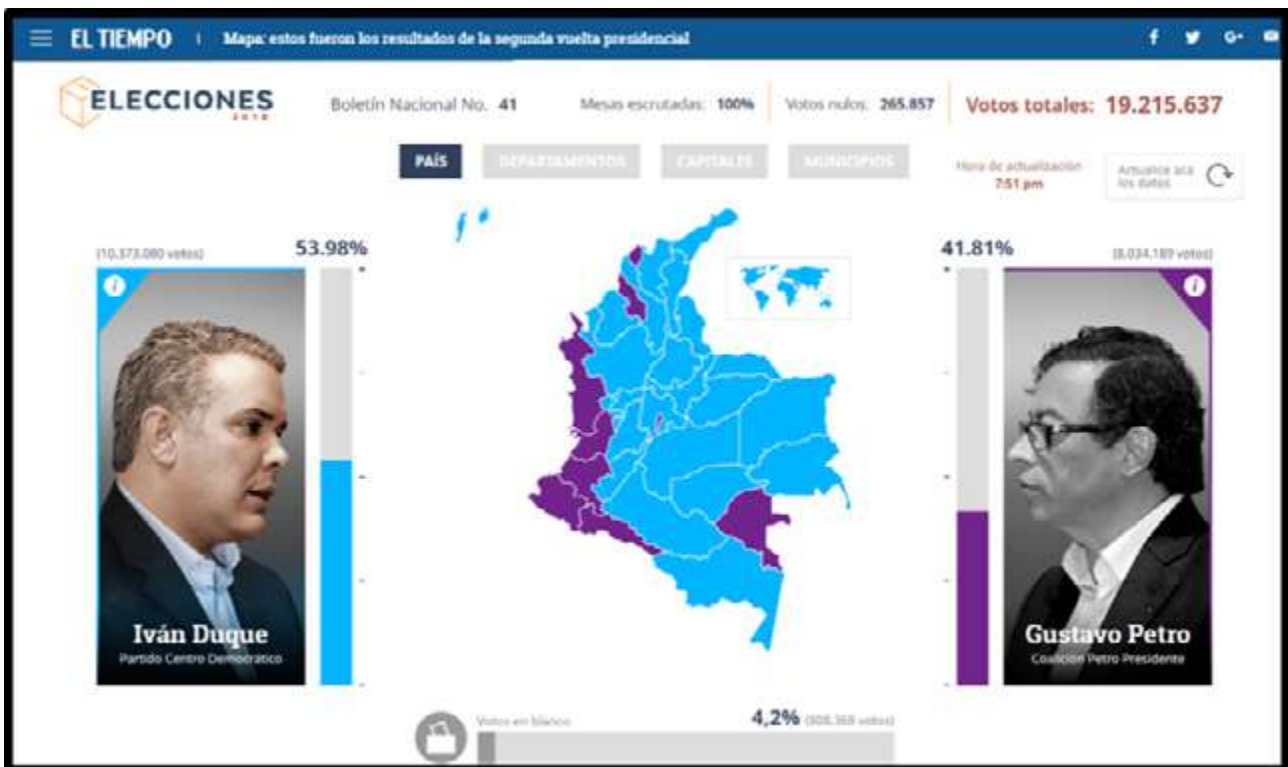 EL TIEMPO | Mapa: estos fueron los resultados de la segunda vuelta presidencial
ELECCIONES
2018
Boletín Nacional No. 41
Mesas escrutadas: 100%
Votos nulos: 265.857
Votos totales: 19.215.637
PAÍS
DEPARTAMENTOS
CAPITALES
MUNICIPIOS
Hora de actualización
7:51 pm
Actualice acá
los datos
(10.373.080 votos)
53.98%
41.81%
(8.034.189 votos)
Iván Duque
Partido Centro Democrático
Gustavo Petro
Coalición Petro Presidente
Votos en blanco
4,2% (808.368 votos)